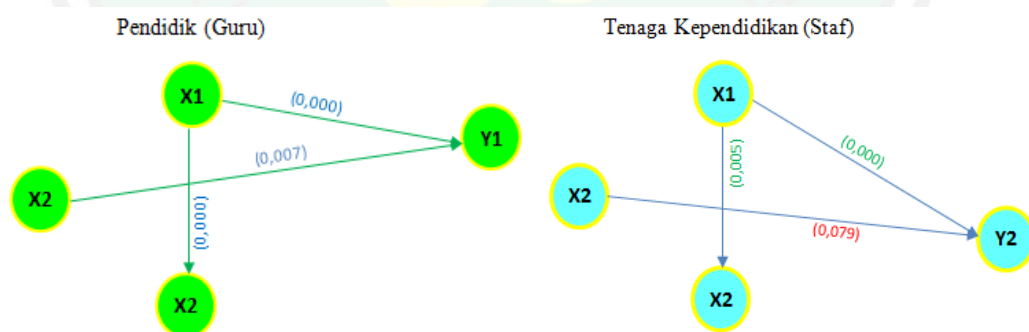 Pendidik (Guru)
Tenaga Kependidikan (Staf)
X1
(0,000)
Y1
(0,007)
X2
(0,000)
X2
X1
(0,005)
(0,000)
X2
(0,079)
Y2
X2